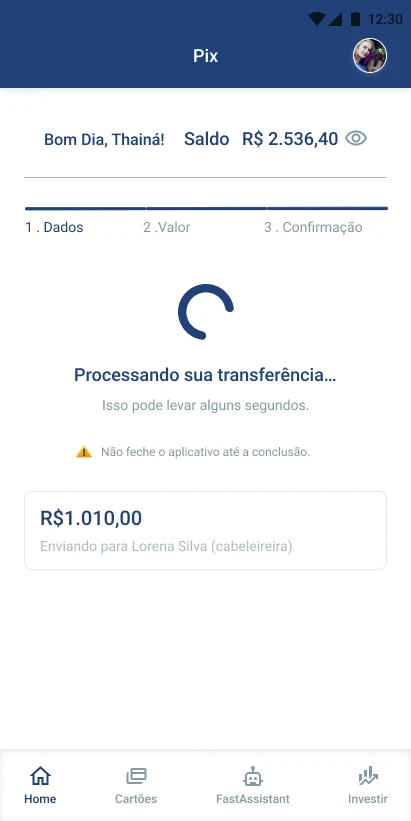 12:30
Pix
Bom Dia, Thainá! Saldo R$ 2.536,40
1 . Dados 2 .Valor 3 . Confirmação
Processando sua transferência...
Isso pode levar alguns segundos.
Não feche o aplicativo até a conclusão.
R$1.010,00
Enviando para Lorena Silva (cabeleireira)
Home Cartões FastAssistant Investir